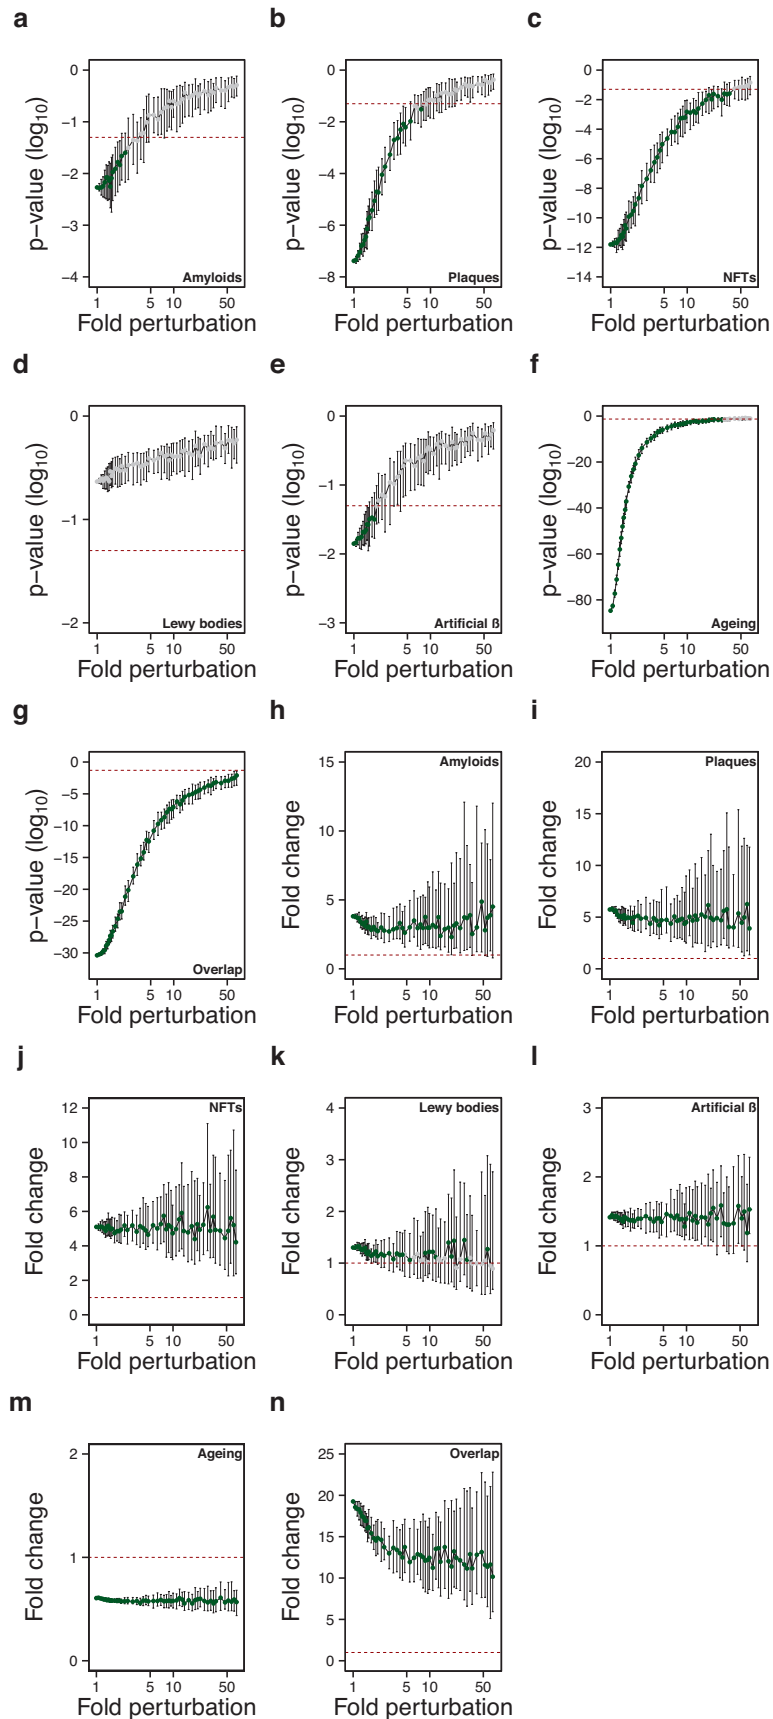 a
0
−1
−2
−3
−4
p−value (log10)
Amyloids
1 5 10 50
Fold perturbation
b
0
−2
−4
−6
−8
p−value (log10)
Plaques
1 5 10 50
Fold perturbation
c
0
−2
−4
−6
−8
−10
−12
−14
p−value (log10)
NFTs
1 5 10 50
Fold perturbation
d
0
−1
−2
p−value (log10)
Lewy bodies
1 5 10 50
Fold perturbation
e
0
−1
−2
−3
p−value (log10)
Artificial ß
1 5 10 50
Fold perturbation
f
0
−20
−40
−60
−80
p−value (log10)
Ageing
1 5 10 50
Fold perturbation
g
0
−5
−10
−15
−20
−25
−30
p−value (log10)
Overlap
1 5 10 50
Fold perturbation
h
Amyloids
15
10
5
0
Fold change
1 5 10 50
Fold perturbation
i
Plaques
20
15
10
5
0
Fold change
1 5 10 50
Fold perturbation
j
NFTs
12
10
8
6
4
2
0
Fold change
1 5 10 50
Fold perturbation
k
Lewy bodies
4
3
2
1
0
Fold change
1 5 10 50
Fold perturbation
l
Artificial ß
3
2
1
0
Fold change
1 5 10 50
Fold perturbation
m
Ageing
2
1
0
Fold change
1 5 10 50
Fold perturbation
n
Overlap
25
20
15
10
5
0
Fold change
1 5 10 50
Fold perturbation